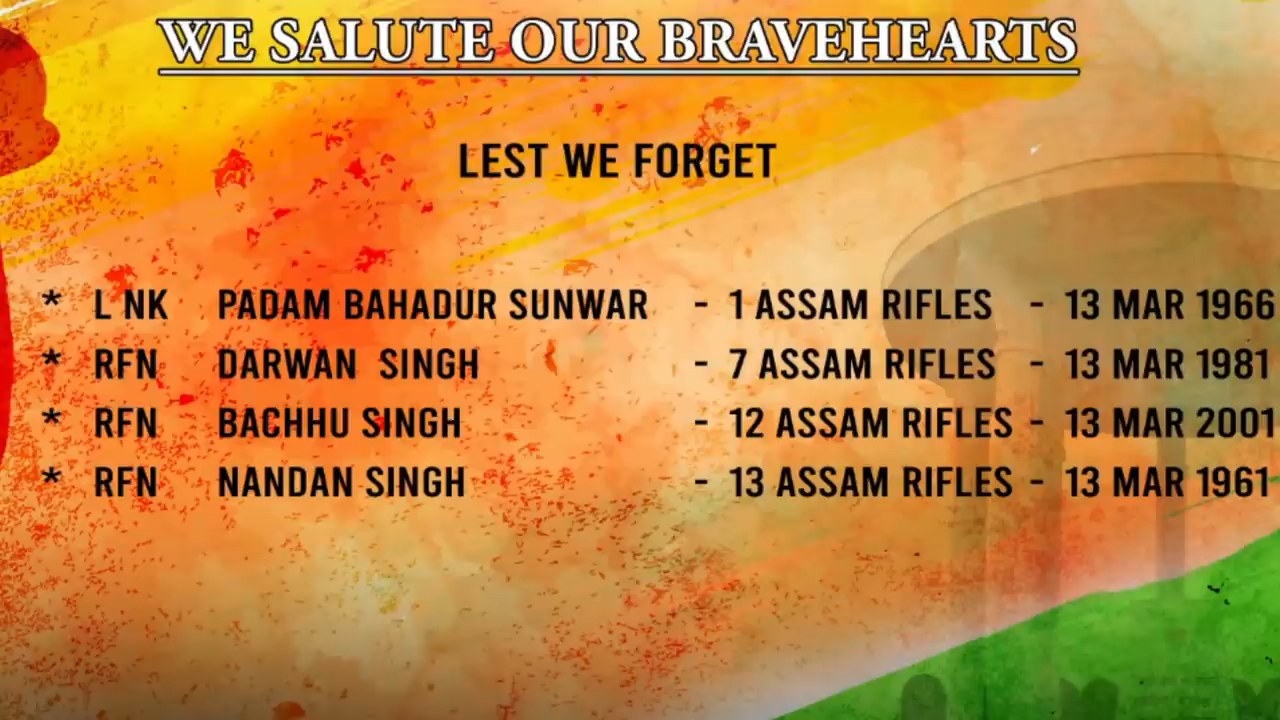 WE SALUTE OUR BRAVEHEARTS
LEST WE FORGET
* L NK PADAM BAHADUR SUNWAR - 1 ASSAM RIFLES - 13 MAR 1966
* RFN DARWAN SINGH - 7 ASSAM RIFLES - 13 MAR 1981
* RFN BACHHU SINGH - 12 ASSAM RIFLES - 13 MAR 2001
* RFN NANDAN SINGH - 13 ASSAM RIFLES - 13 MAR 1961